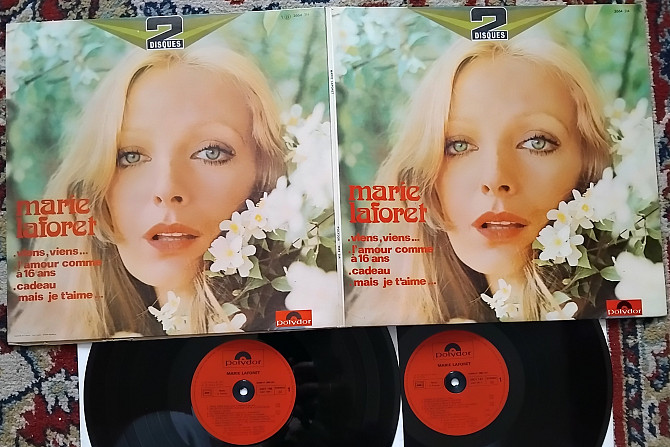 2
DISQUES
marie
laforet
.viens, viens...
l'amour comme
à 16 ans
.cadeau
mais je t'aime...
polydor
2
DISQUES
marie
laforet
.viens, viens...
l'amour comme
à 16 ans
.cadeau
mais je t'aime...
polydor
polydor
MARIE LAFORET
polydor
MARIE LAFORET